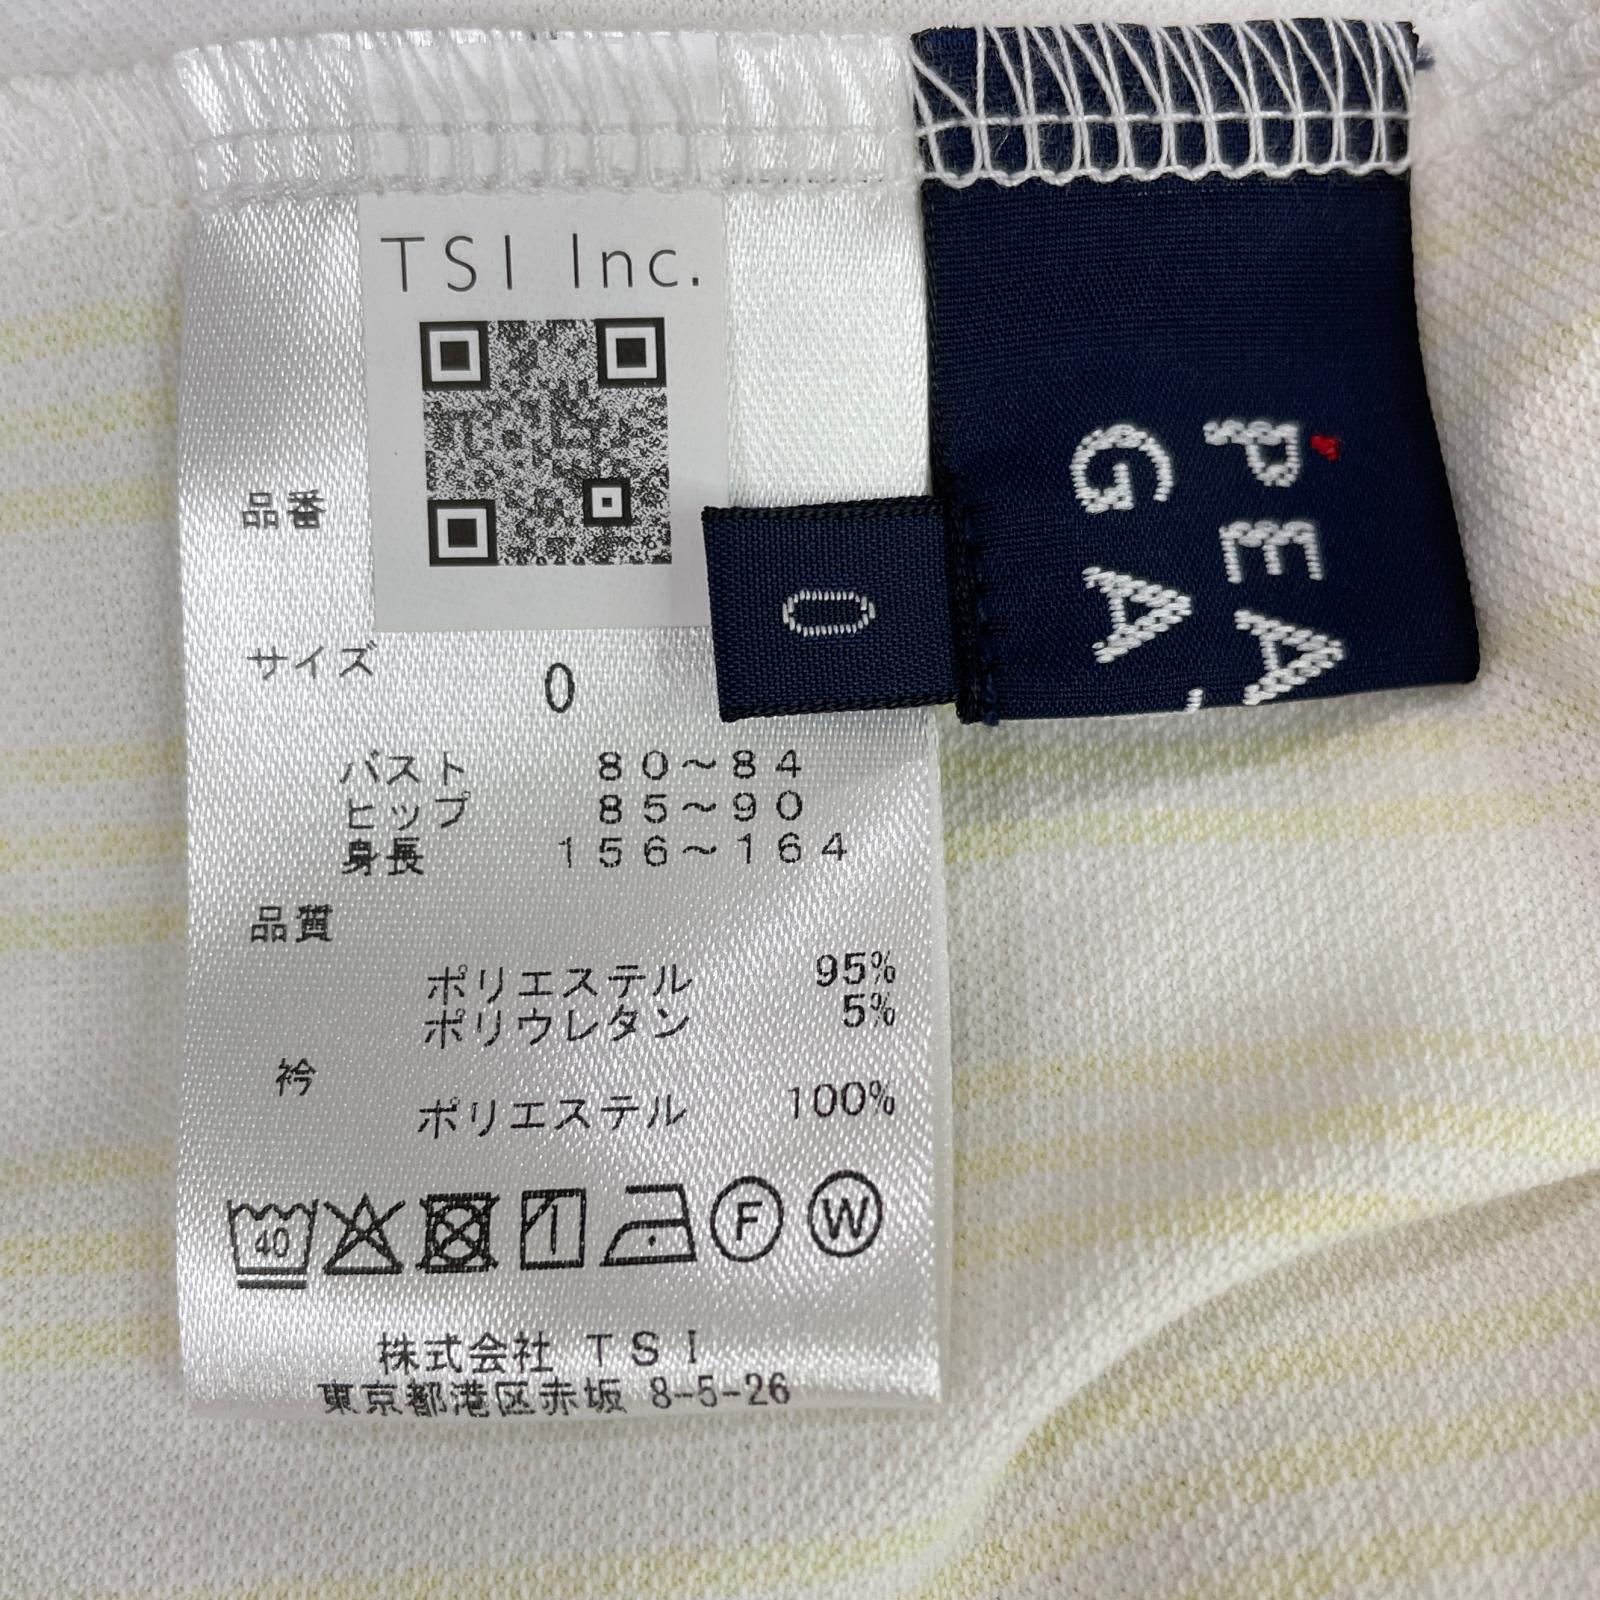 TSI Inc.
品番
サイズ 0
バスト 80～84
ヒップ 85～90
身長 156～164
品質
ポリエステル 95%
ポリウレタン 5%
衿
ポリエステル 100%
40
F
W
株式会社 TSI
東京都港区赤坂 8-5-26
0
PEA
GA